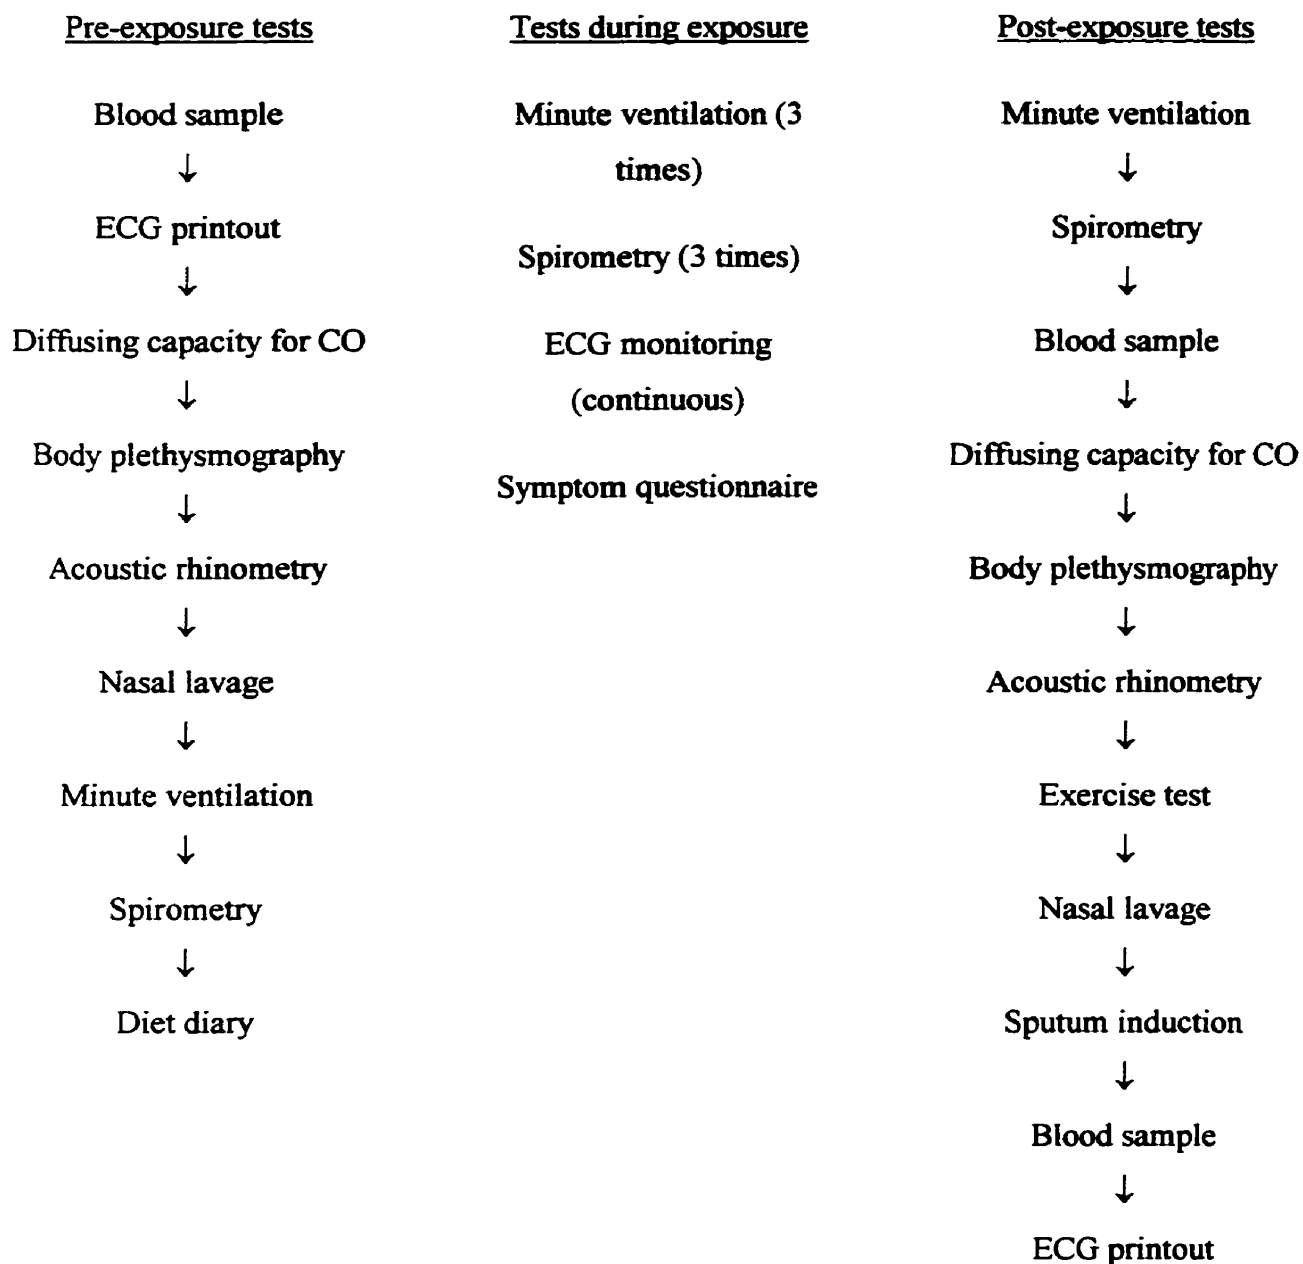 Pre-exposure tests
Blood sample
↓
ECG printout
↓
Diffusing capacity for CO
↓
Body plethysmography
↓
Acoustic rhinometry
↓
Nasal lavage
↓
Minute ventilation
↓
Spirometry
↓
Diet diary
Tests during exposure
Minute ventilation (3
times)
Spirometry (3 times)
ECG monitoring
(continuous)
Symptom questionnaire
Post-exposure tests
Minute ventilation
↓
Spirometry
↓
Blood sample
↓
Diffusing capacity for CO
↓
Body plethysmography
↓
Acoustic rhinometry
↓
Exercise test
↓
Nasal lavage
↓
Sputum induction
↓
Blood sample
↓
ECG printout